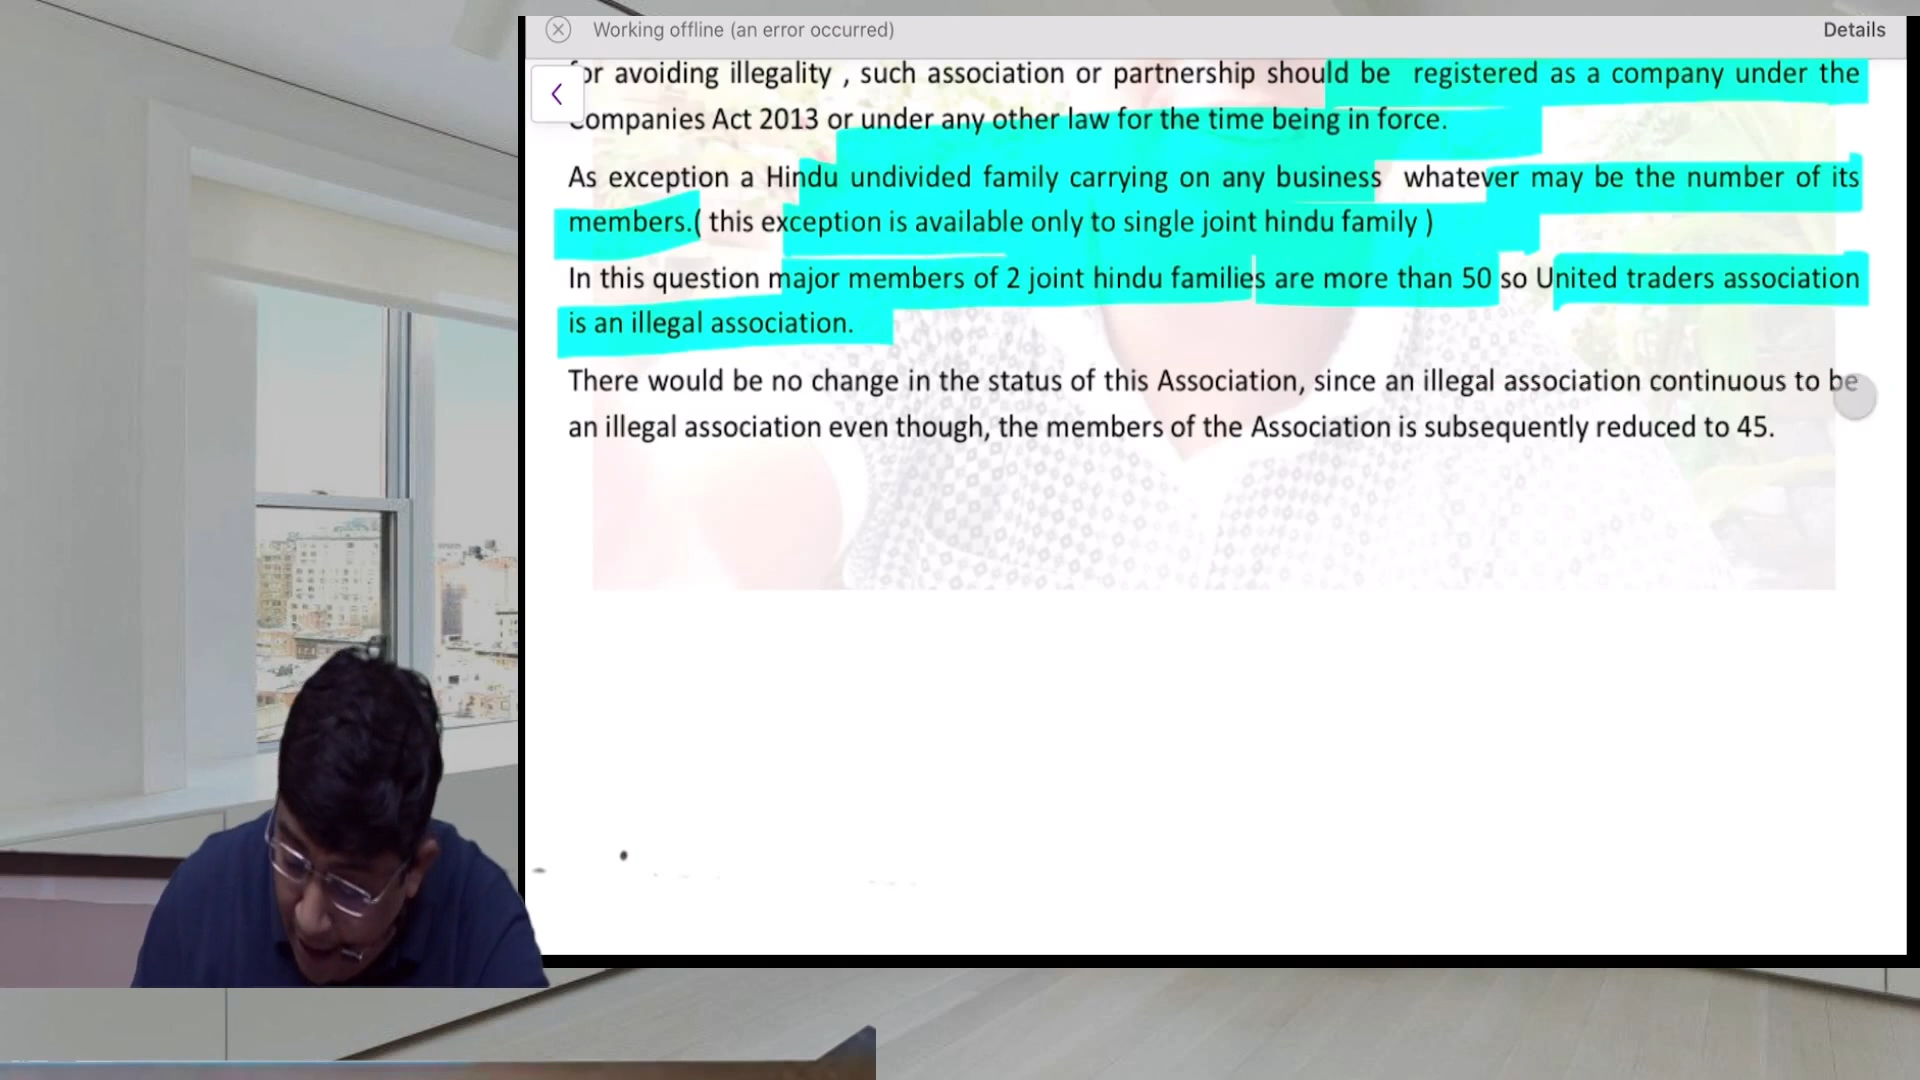 Working offline (an error occurred)
Details
or avoiding illegality , such association or partnership should be registered as a company under the
ompanies Act 2013 or under any other law for the time being in force.
As exception a Hindu undivided family carrying on any business whatever may be the number of its
members.( this exception is available only to single joint hindu family )
In this question major members of 2 joint hindu families are more than 50 so United traders association
is an illegal association.
There would be no change in the status of this Association, since an illegal association continuous to be
an illegal association even though, the members of the Association is subsequently reduced to 45.